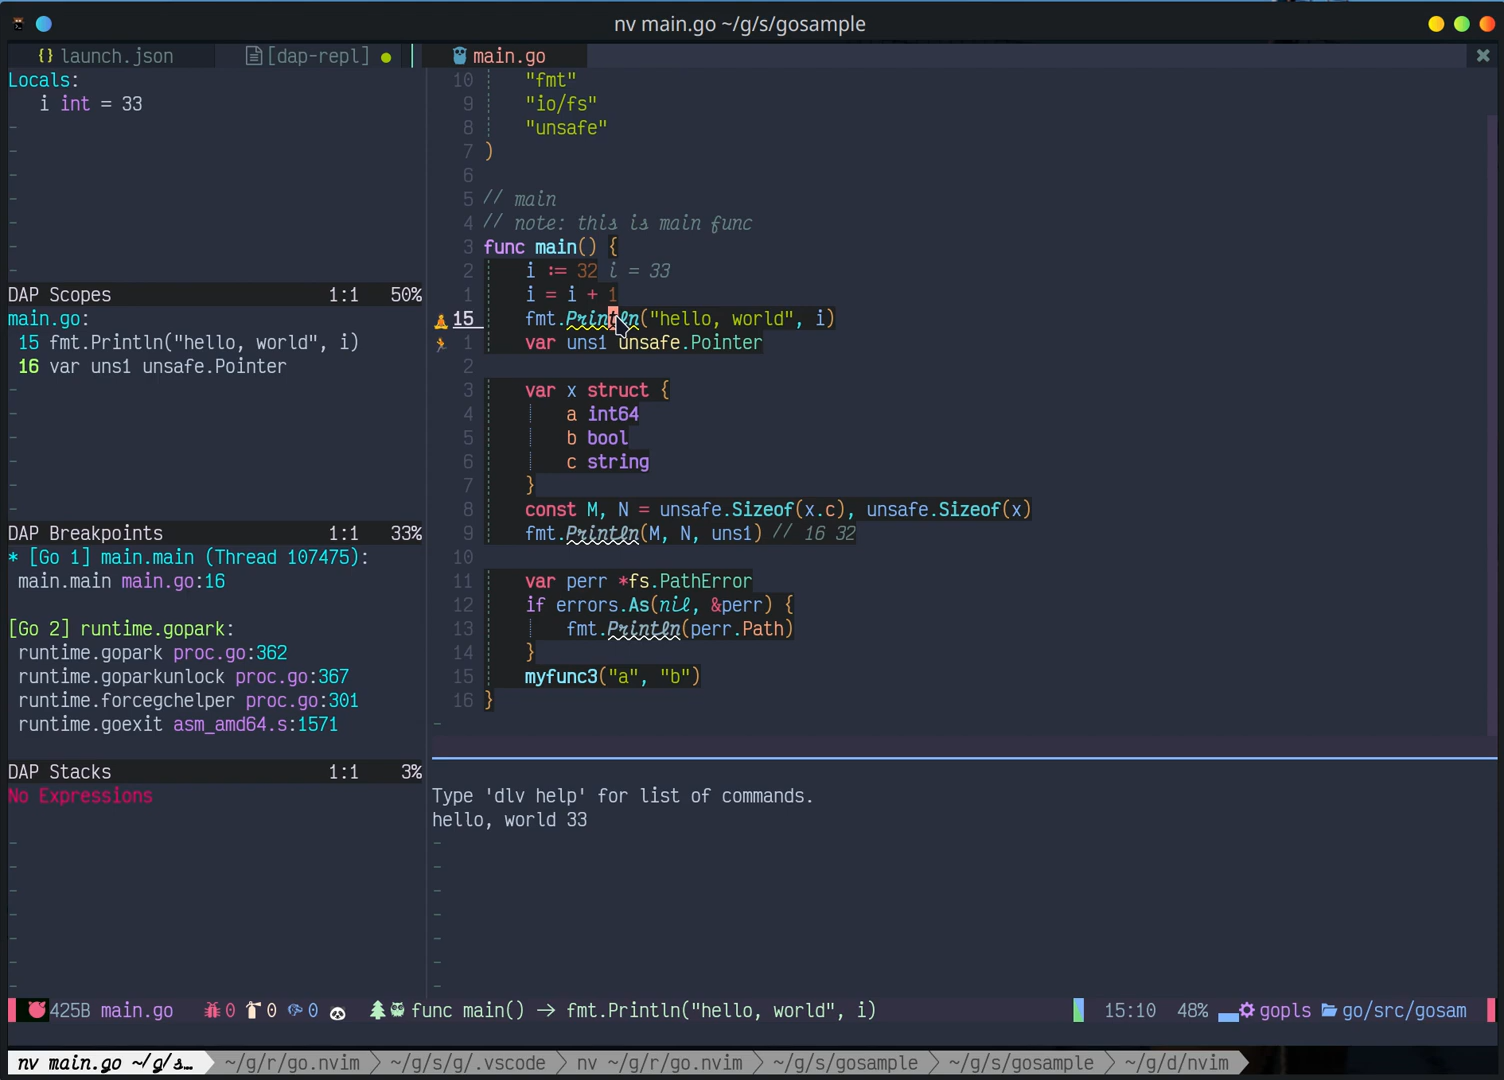 nv main.go ~/g/s/gosample
{} launch.json
[dap-repl]
main.go
Locals:
i int = 33
DAP Scopes 1:1 50%
main.go:
15 fmt.Println("hello, world", i)
16 var uns1 unsafe.Pointer
DAP Breakpoints 1:1 33%
* [Go 1] main.main (Thread 107475):
main.main main.go:16
[Go 2] runtime.gopark:
runtime.gopark proc.go:362
runtime.goparkunlock proc.go:367
runtime.forcegchelper proc.go:301
runtime.goexit asm_amd64.s:1571
DAP Stacks 1:1 3%
No Expressions
10 "fmt"
9 "io/fs"
8 "unsafe"
7 )
6
5 // main
4 // note: this is main func
3 func main() {
2 i := 32 i = 33
1 i = i + 1
15 fmt.Println("hello, world", i)
1 var uns1 unsafe.Pointer
2
3 var x struct {
4 a int64
5 b bool
6 c string
7 }
8 const M, N = unsafe.Sizeof(x.c), unsafe.Sizeof(x)
9 fmt.Println(M, N, uns1) // 16 32
10
11 var perr *fs.PathError
12 if errors.As(nil, &perr) {
13 fmt.Println(perr.Path)
14 }
15 myfunc3("a", "b")
16 }
Type 'dlv help' for list of commands.
hello, world 33
425B main.go 0 0 0 func main() → fmt.Println("hello, world", i) 15:10 48% gopls go/src/gosam
nv main.go ~/g/s… ~/g/r/go.nvim ~/g/s/g/.vscode nv ~/g/r/go.nvim ~/g/s/gosample ~/g/s/gosample ~/g/d/nvim